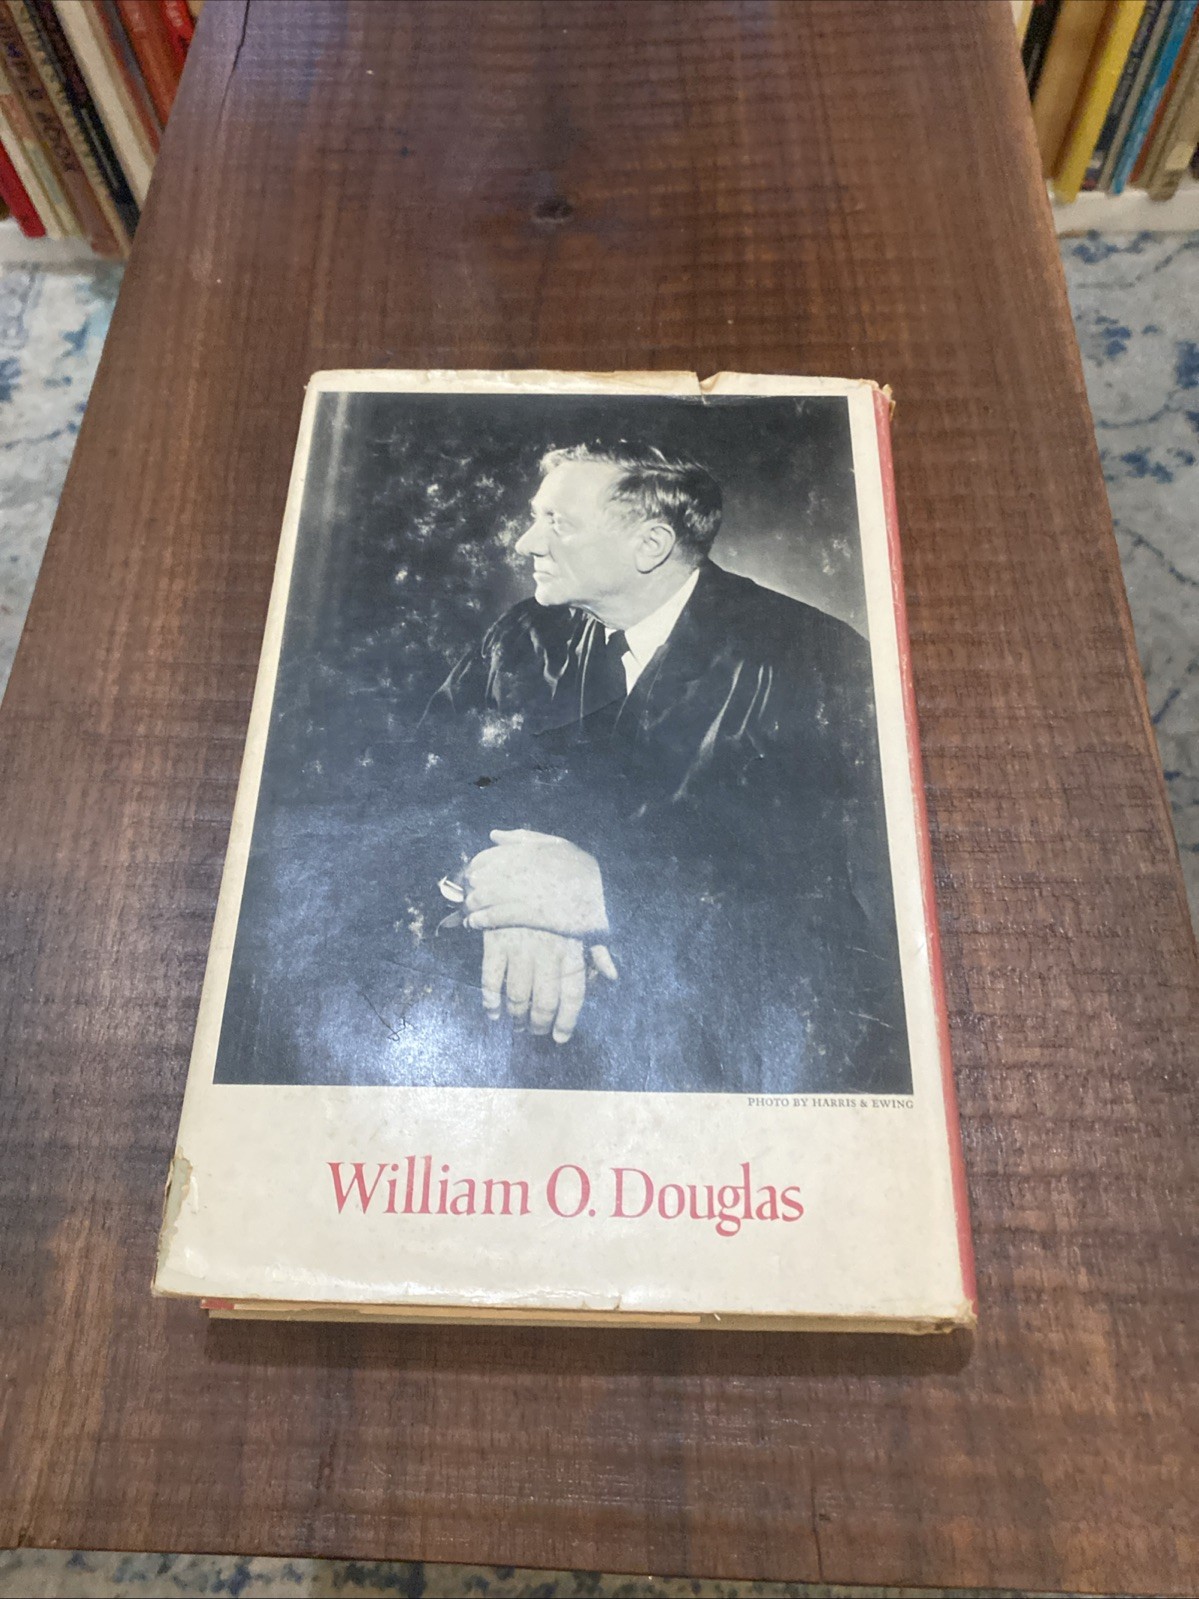 PHOTO BY HARRIS & EWING
William O. Douglas